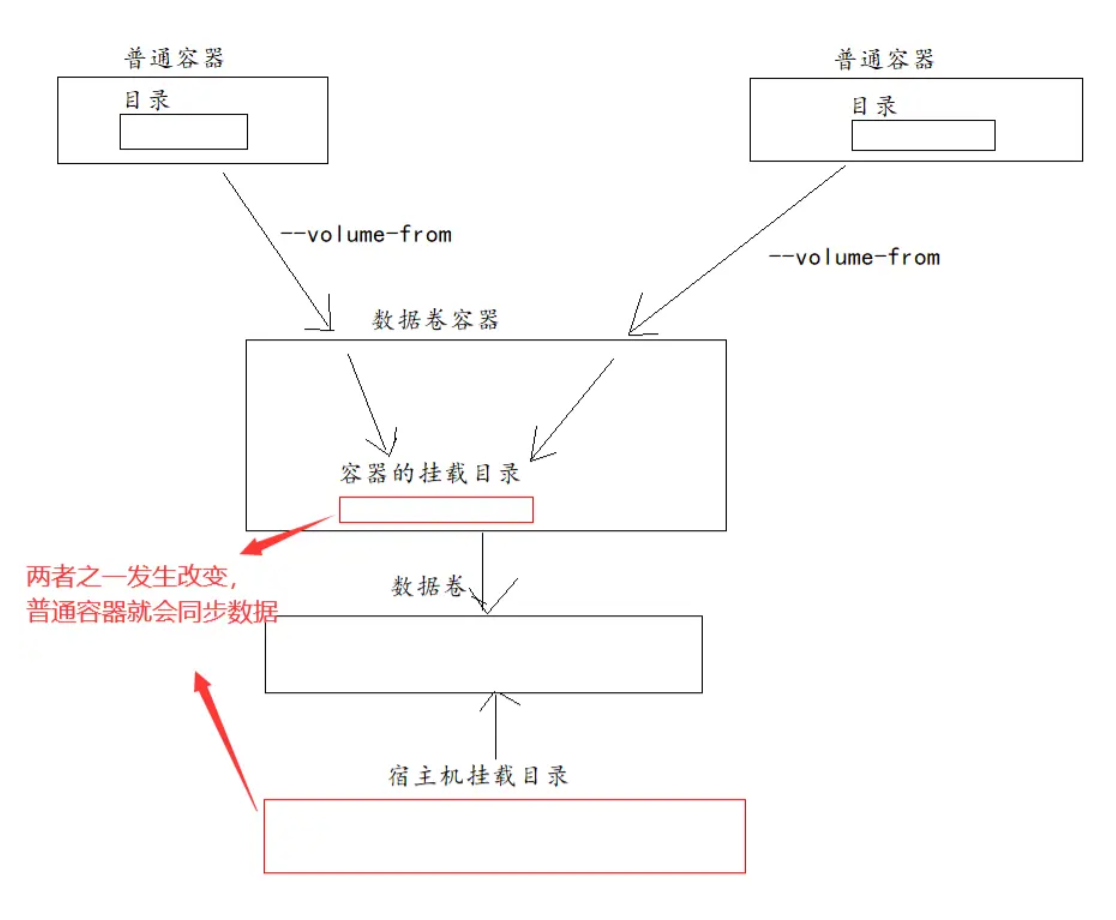 普通容器
普通容器
目录
目录
--volume-from
--volume-from
数据卷容器
容器的挂载目录
两者之一发生改变，
普通容器就会同步数据
数据卷
宿主机挂载目录